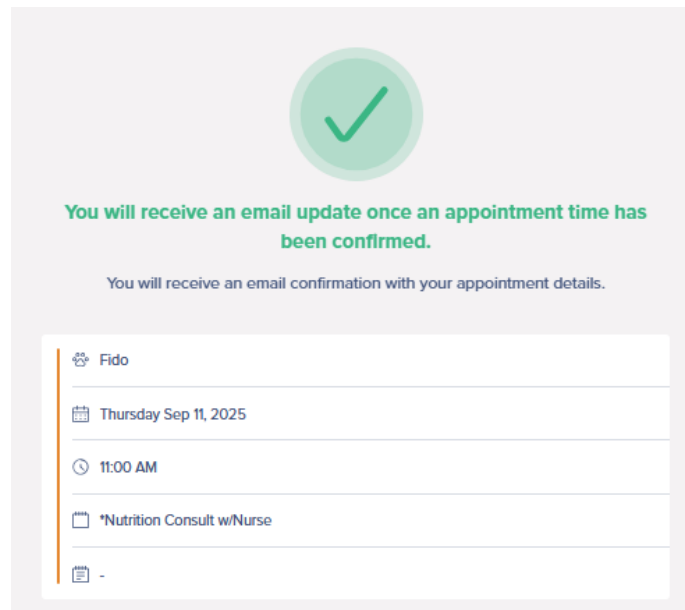 You will receive an email update once an appointment time has
been confirmed.
You will receive an email confirmation with your appointment details.
Fido
Thursday Sep 11, 2025
11:00 AM
*Nutrition Consult w/Nurse
-